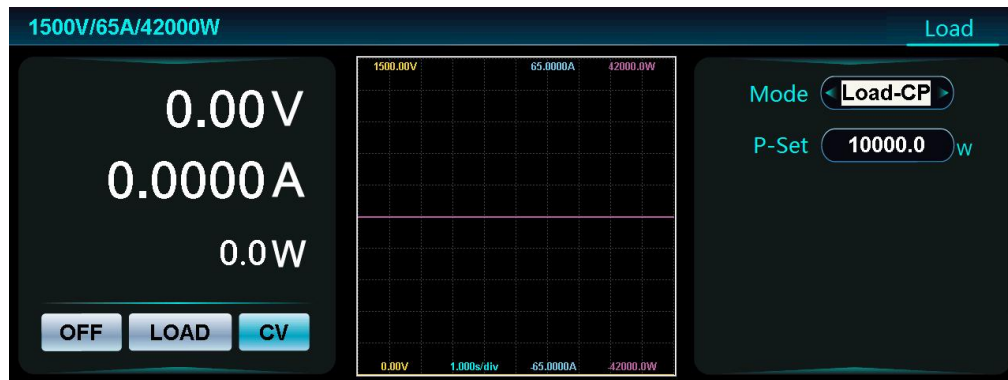 1500V/65A/42000W
Load
0.00V
0.0000A
0.0W
OFF LOAD CV
1500.00V 65.0000A 42000.0W
0.00V 1.000s/div -65.0000A -42000.0W
Mode Load-CP
P-Set 10000.0 W